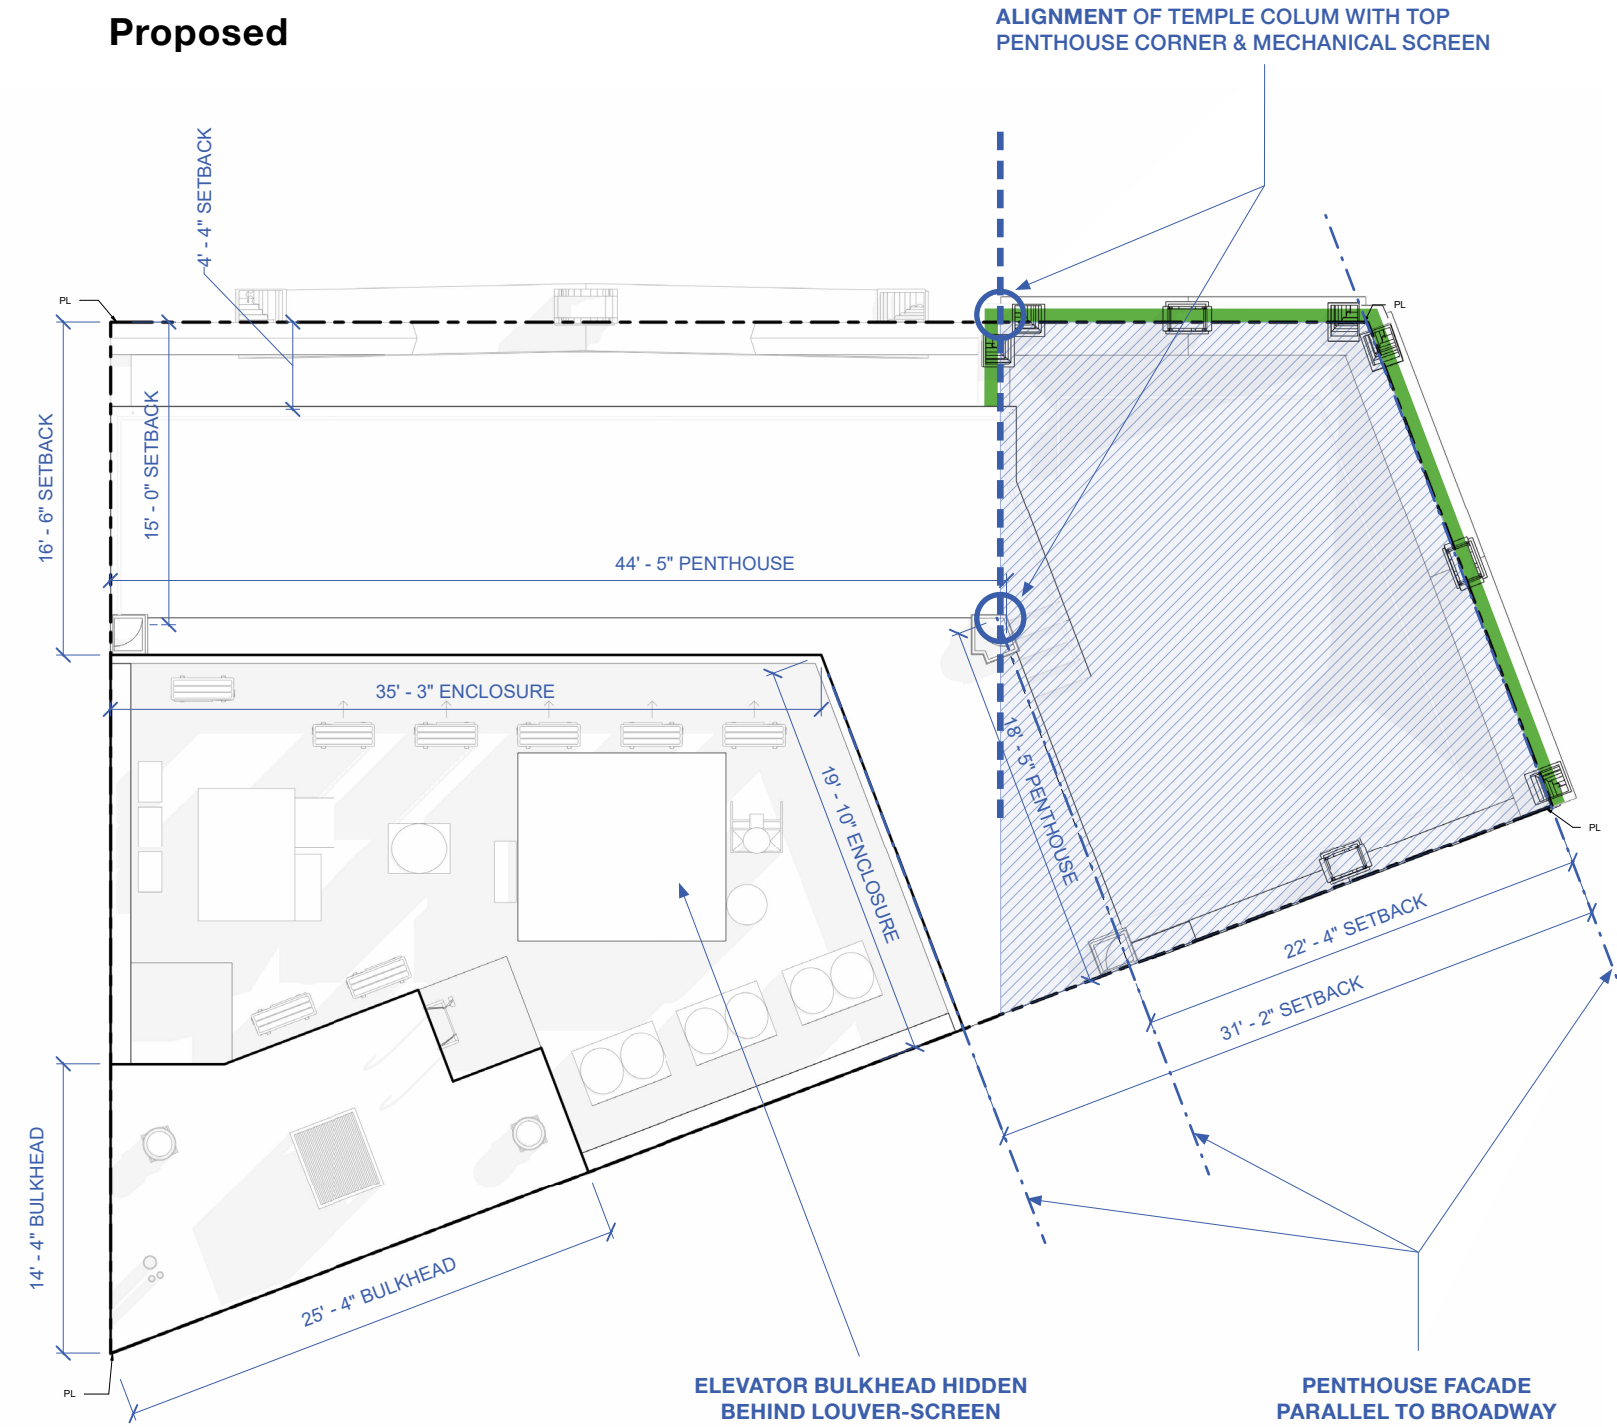 Proposed
ALIGNMENT OF TEMPLE COLUM WITH TOP
PENTHOUSE CORNER & MECHANICAL SCREEN
4' - 4" SETBACK
PL
PL
16' - 6" SETBACK
15' - 0" SETBACK
44' - 5" PENTHOUSE
35' - 3" ENCLOSURE
18' - 5" PENTHOUSE
19' - 10" ENCLOSURE
PL
22' - 4" SETBACK
31' - 2" SETBACK
14' - 4" BULKHEAD
25' - 4" BULKHEAD
PL
ELEVATOR BULKHEAD HIDDEN
BEHIND LOUVER-SCREEN
PENTHOUSE FACADE
PARALLEL TO BROADWAY